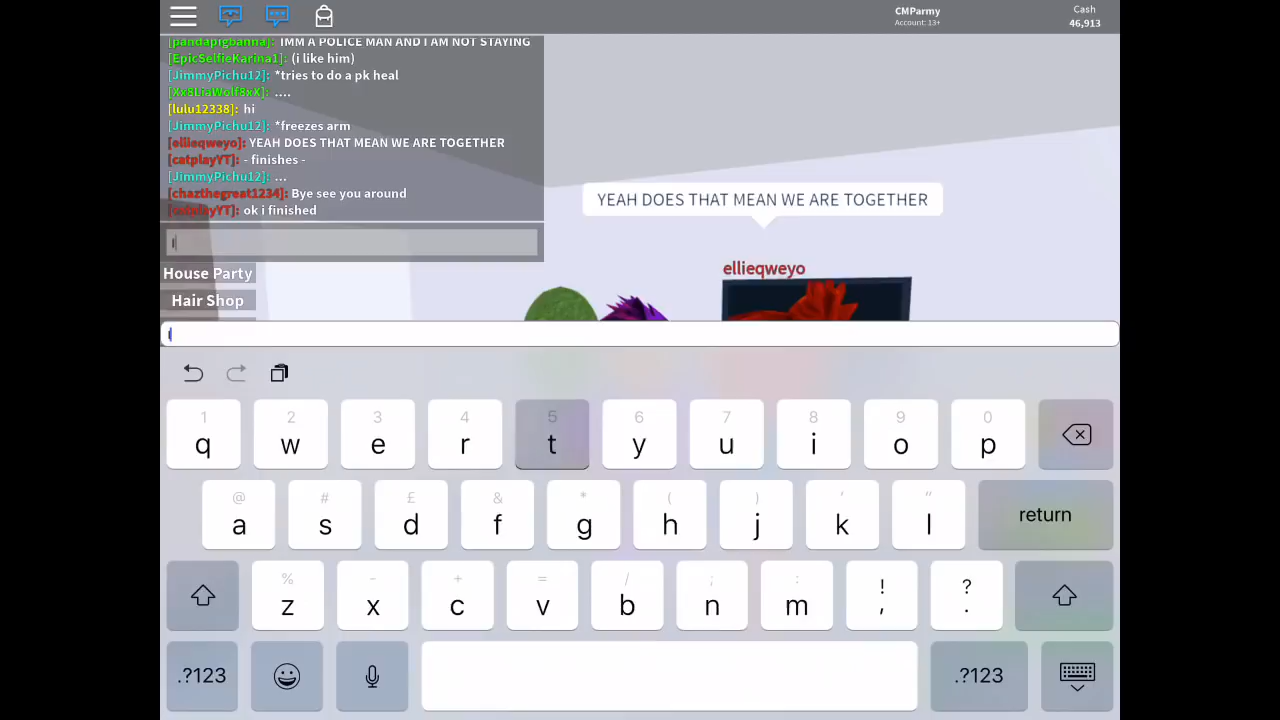 CMParmy
Account: 13+
Cash
46,913
[pandapigbanna]: IMM A POLICE MAN AND I AM NOT STAYING
[EpicSelfieKarina1]: (i like him)
[JimmyPichu12]: *tries to do a pk heal
[Xx8LiaWolf8xX]: ....
[lulu12338]: hi
[JimmyPichu12]: *freezes arm
[ellieqweyo]: YEAH DOES THAT MEAN WE ARE TOGETHER
[catplayYT]: - finishes -
[JimmyPichu12]: ...
[chazthegreat1234]: Bye see you around
[catplayYT]: ok i finished
YEAH DOES THAT MEAN WE ARE TOGETHER
ellieqweyo
House Party
Hair Shop
1 2 3 4 5 6 7 8 9 0
q w e r t y u i o p
@ # £ & * ( ) ' "
a s d f g h j k l return
% - + = / ; : ! ?
z x c v b n m , .
.?123 .?123